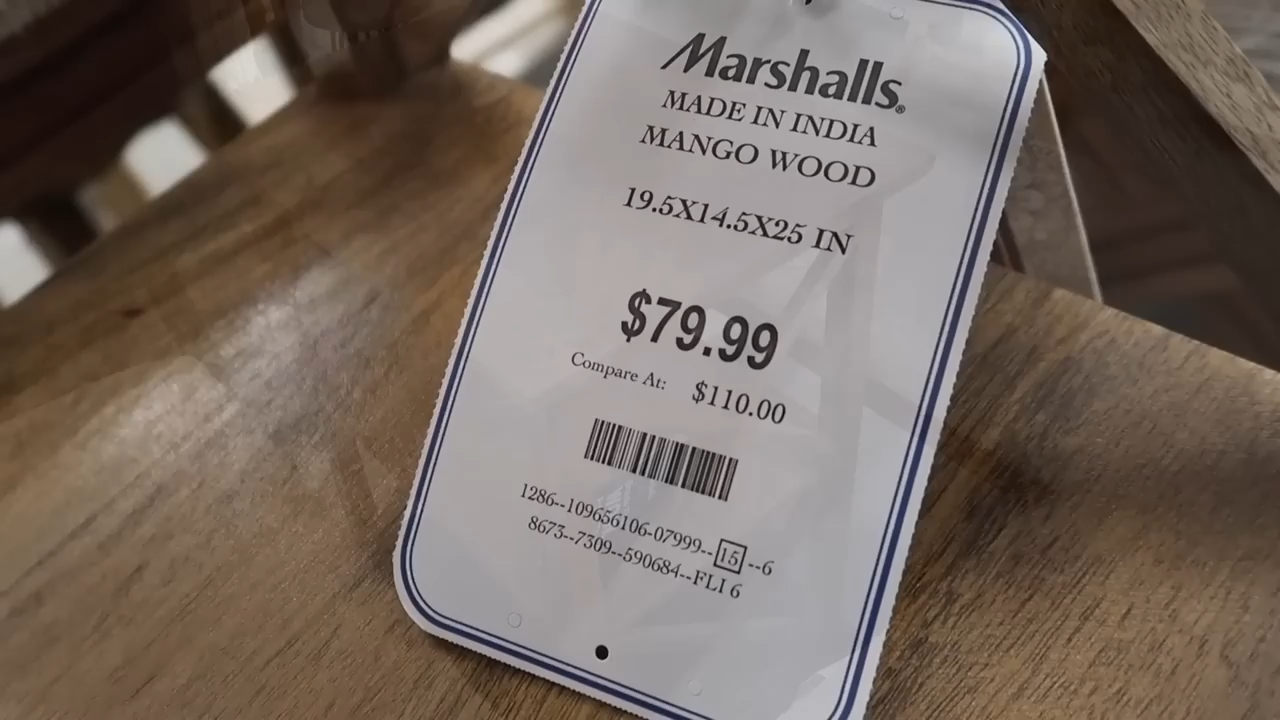 Marshalls®
MADE IN INDIA
MANGO WOOD
19.5X14.5X25 IN
$79.99
Compare At: $110.00
1286--109656106-07999--15--6
8673--7309--590684--FLI 6